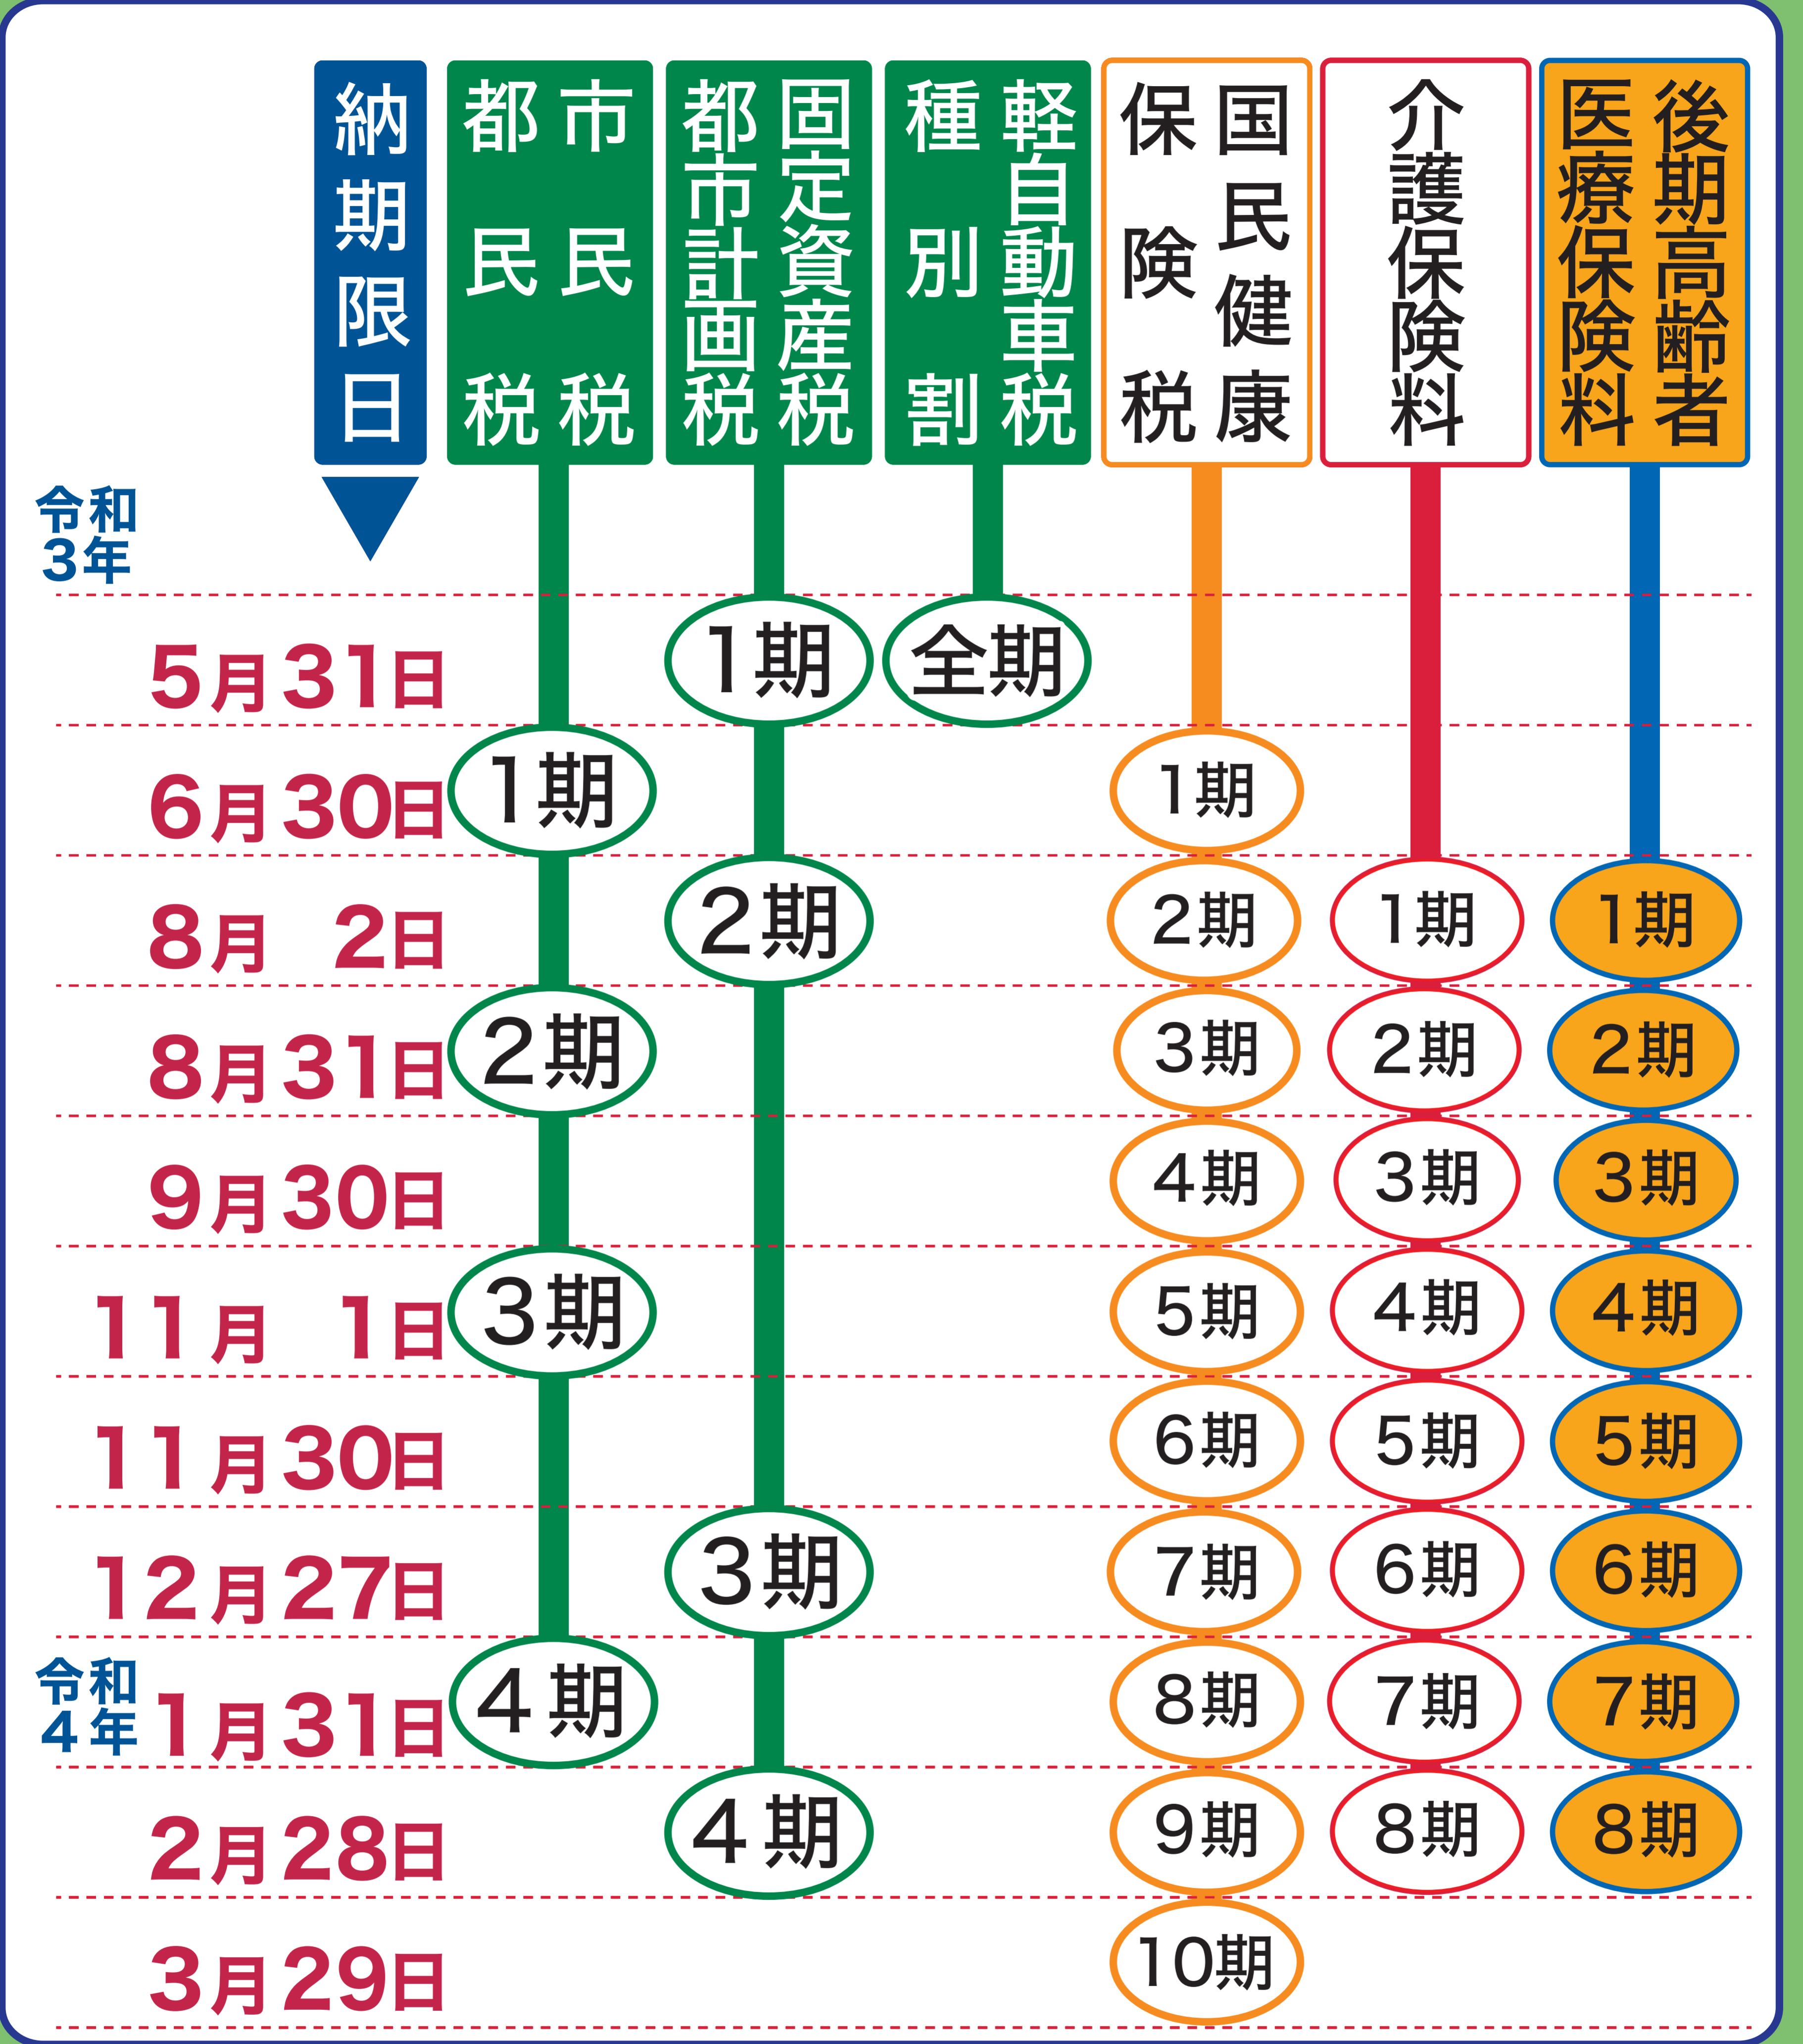 納期限日
市民税
都民税
固定資産税
都市計画税
軽自動車税
種別割
国民健康
保険税
介護保険料
後期高齢者
医療保険料
令和
3年
5月31日 1期 全期
6月30日 1期 1期
8月 2日 2期 2期 1期 1期
8月31日 2期 3期 2期 2期
9月30日 4期 3期 3期
11月 1日 3期 5期 4期 4期
11月30日 6期 5期 5期
12月27日 3期 7期 6期 6期
令和
4年
1月31日 4期 8期 7期 7期
2月28日 4期 9期 8期 8期
3月29日 10期